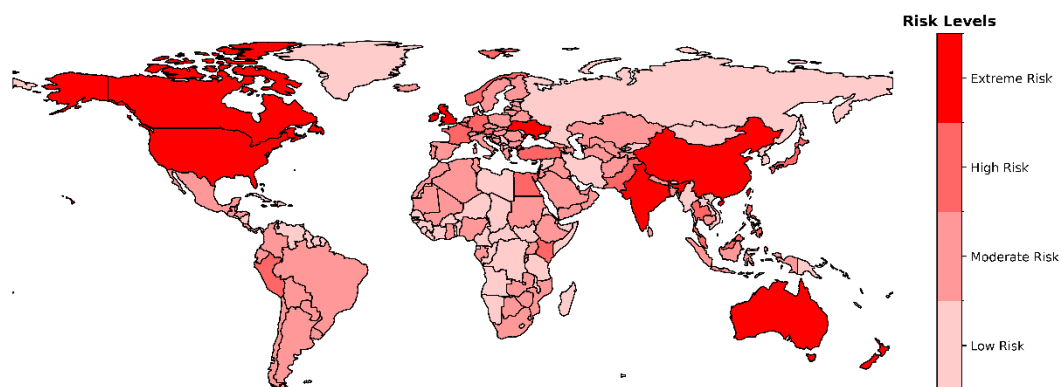 Risk Levels
Extreme Risk
High Risk
Moderate Risk
Low Risk